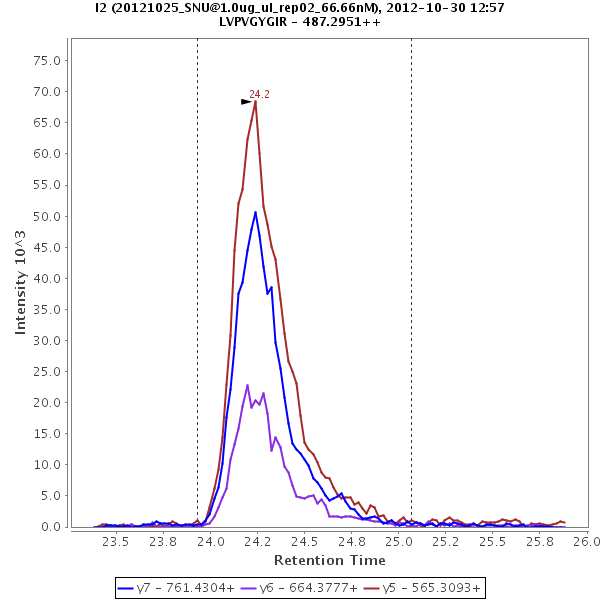 I2 (20121025_SNU@1.0ug_ul_rep02_66.66nM), 2012-10-30 12:57
LVPVGYGIR - 487.2951++
75.0
70.0
65.0
60.0
55.0
50.0
45.0
40.0
35.0
30.0
25.0
20.0
15.0
10.0
5.0
0.0
Intensity 10^3
24.2
23.5 23.8 24.0 24.2 24.5 24.8 25.0 25.2 25.5 25.8 26.0
Retention Time
y7 - 761.4304+ y6 - 664.3777+ y5 - 565.3093+